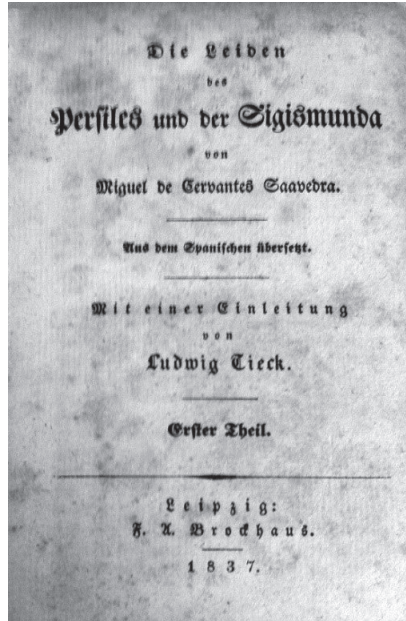 Die Leiden
des
Persiles und der Sigismunda
von
Miguel de Cervantes Saavedra.
Aus dem Spanischen übersetzt.
Mit einer Einleitung
von
Ludwig Tieck.
Erster Theil.
Leipzig:
F. A. Brockhaus.
1837.